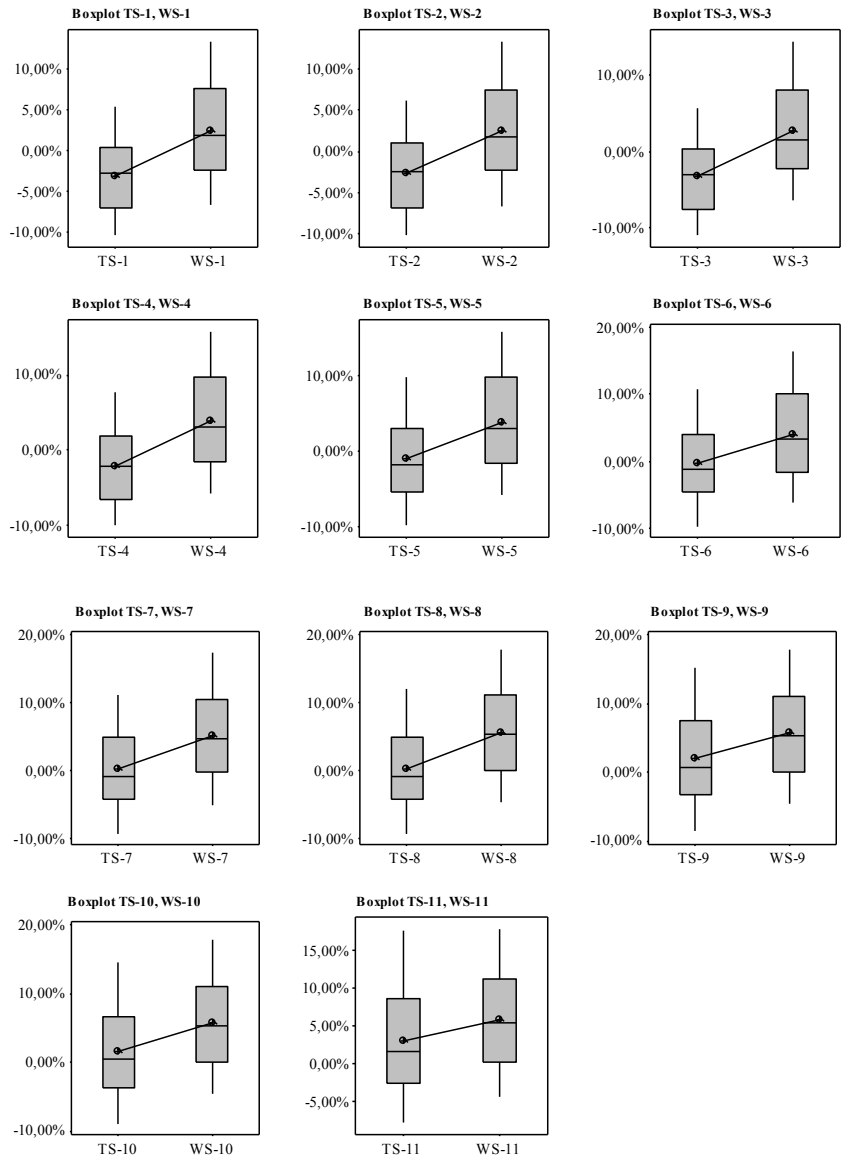 Boxplot TS-1, WS-1
10,00%
5,00%
0,00%
-5,00%
-10,00%
TS-1 WS-1
Boxplot TS-2, WS-2
10,00%
5,00%
0,00%
-5,00%
-10,00%
TS-2 WS-2
Boxplot TS-3, WS-3
10,00%
0,00%
-10,00%
TS-3 WS-3
Boxplot TS-4, WS-4
10,00%
0,00%
-10,00%
TS-4 WS-4
Boxplot TS-5, WS-5
10,00%
0,00%
-10,00%
TS-5 WS-5
Boxplot TS-6, WS-6
20,00%
10,00%
0,00%
-10,00%
TS-6 WS-6
Boxplot TS-7, WS-7
20,00%
10,00%
0,00%
-10,00%
TS-7 WS-7
Boxplot TS-8, WS-8
20,00%
10,00%
0,00%
-10,00%
TS-8 WS-8
Boxplot TS-9, WS-9
20,00%
10,00%
0,00%
-10,00%
TS-9 WS-9
Boxplot TS-10, WS-10
20,00%
10,00%
0,00%
-10,00%
TS-10 WS-10
Boxplot TS-11, WS-11
15,00%
10,00%
5,00%
0,00%
-5,00%
TS-11 WS-11